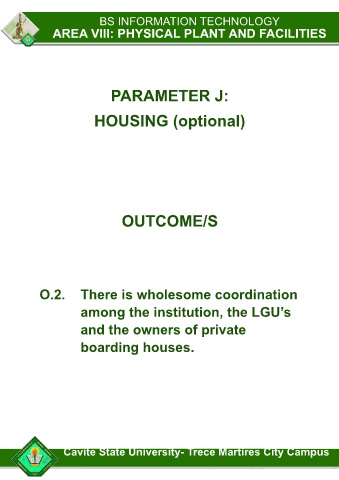 BS INFORMATION TECHNOLOGY
AREA VIII: PHYSICAL PLANT AND FACILITIES
PARAMETER J:
HOUSING (optional)
OUTCOME/S
O.2. There is wholesome coordination
among the institution, the LGU's
and the owners of private
boarding houses.
Cavite State University- Trece Martires City Campus